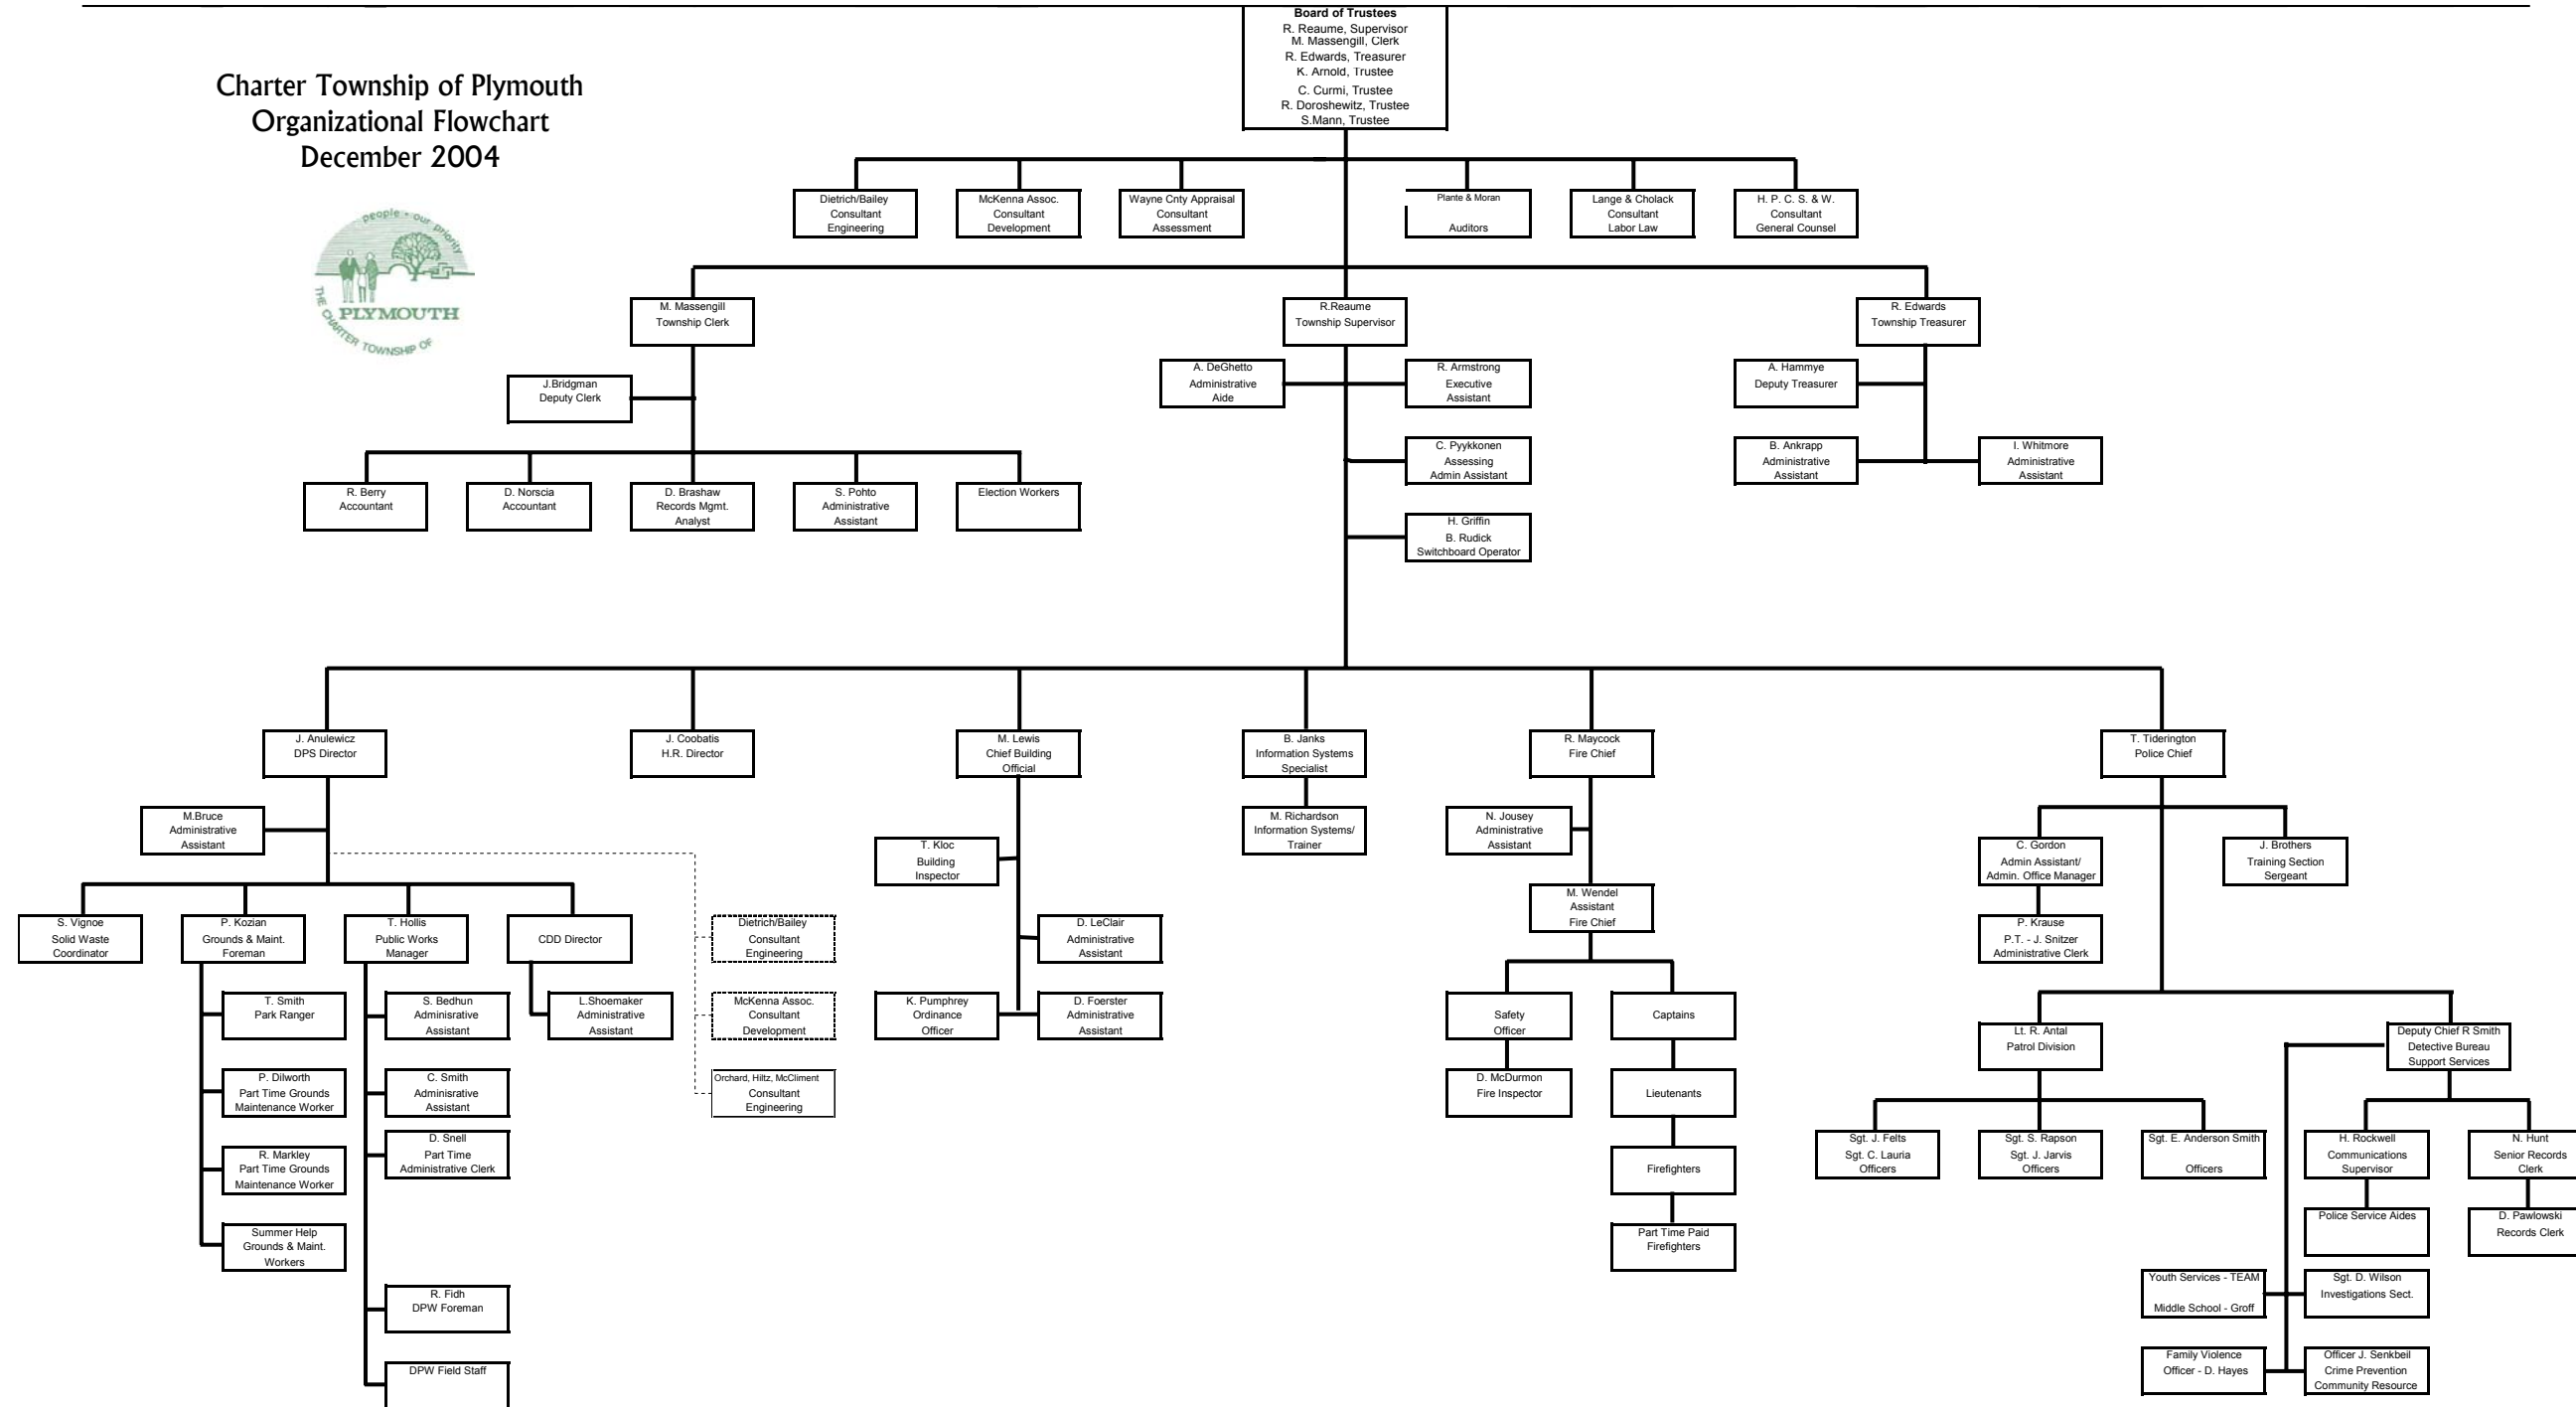 Board of Trustees
R. Reaume, Supervisor
M. Massengill, Clerk
R. Edwards, Treasurer
K. Arnold, Trustee
C. Curmi, Trustee
R. Doroshewitz, Trustee
S.Mann, Trustee
Charter Township of Plymouth
Organizational Flowchart
December 2004
people • our priority
PLYMOUTH
THE CHARTER TOWNSHIP OF
Dietrich/Bailey
Consultant
Engineering
McKenna Assoc.
Consultant
Development
Wayne Cnty Appraisal
Consultant
Assessment
Plante & Moran
Auditors
Lange & Cholack
Consultant
Labor Law
H. P. C. S. & W.
Consultant
General Counsel
M. Massengill
Township Clerk
R.Reaume
Township Supervisor
R. Edwards
Township Treasurer
J.Bridgman
Deputy Clerk
A. DeGhetto
Administrative
Aide
R. Armstrong
Executive
Assistant
A. Hammye
Deputy Treasurer
C. Pyykkonen
Assessing
Admin Assistant
B. Ankrapp
Administrative
Assistant
I. Whitmore
Administrative
Assistant
R. Berry
Accountant
D. Norscia
Accountant
D. Brashaw
Records Mgmt.
Analyst
S. Pohto
Administrative
Assistant
Election Workers
H. Griffin
B. Rudick
Switchboard Operator
J. Anulewicz
DPS Director
J. Coobatis
H.R. Director
M. Lewis
Chief Building
Official
B. Janks
Information Systems
Specialist
R. Maycock
Fire Chief
T. Tiderington
Police Chief
M.Bruce
Administrative
Assistant
T. Kloc
Building
Inspector
M. Richardson
Information Systems/
Trainer
N. Jousey
Administrative
Assistant
C. Gordon
Admin Assistant/
Admin. Office Manager
J. Brothers
Training Section
Sergeant
M. Wendel
Assistant
Fire Chief
S. Vignoe
Solid Waste
Coordinator
P. Kozian
Grounds & Maint.
Foreman
T. Hollis
Public Works
Manager
CDD Director
Dietrich/Bailey
Consultant
Engineering
D. LeClair
Administrative
Assistant
P. Krause
P.T. - J. Snitzer
Administrative Clerk
T. Smith
Park Ranger
S. Bedhun
Adminisrative
Assistant
L.Shoemaker
Administrative
Assistant
McKenna Assoc.
Consultant
Development
K. Pumphrey
Ordinance
Officer
D. Foerster
Administrative
Assistant
Safety
Officer
Captains
Lt. R. Antal
Patrol Division
Deputy Chief R Smith
Detective Bureau
Support Services
P. Dilworth
Part Time Grounds
Maintenance Worker
C. Smith
Adminisrative
Assistant
Orchard, Hiltz, McCliment
Consultant
Engineering
D. McDurmon
Fire Inspector
Lieutenants
R. Markley
Part Time Grounds
Maintenance Worker
D. Snell
Part Time
Administrative Clerk
Firefighters
Sgt. J. Felts
Sgt. C. Lauria
Officers
Sgt. S. Rapson
Sgt. J. Jarvis
Officers
Sgt. E. Anderson Smith
Officers
H. Rockwell
Communications
Supervisor
N. Hunt
Senior Records
Clerk
Summer Help
Grounds & Maint.
Workers
Part Time Paid
Firefighters
Police Service Aides
D. Pawlowski
Records Clerk
R. Fidh
DPW Foreman
Youth Services - TEAM
Middle School - Groff
Sgt. D. Wilson
Investigations Sect.
DPW Field Staff
Family Violence
Officer - D. Hayes
Officer J. Senkbeil
Crime Prevention
Community Resource